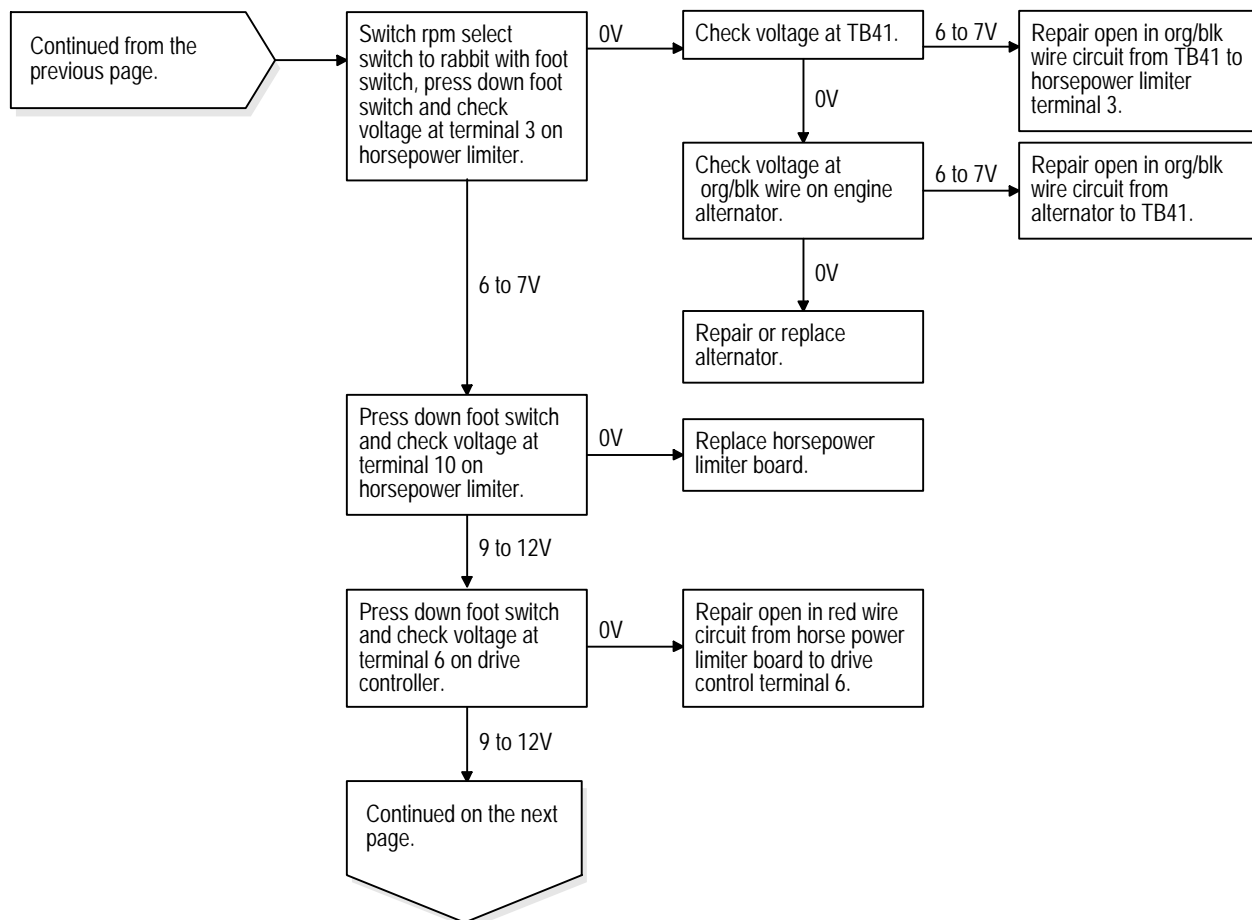 Continued from the
previous page.
Switch rpm select
switch to rabbit with foot
switch, press down foot
switch and check
voltage at terminal 3 on
horsepower limiter.
0V
Check voltage at TB41.
6 to 7V
Repair open in org/blk
wire circuit from TB41 to
horsepower limiter
terminal 3.
0V
Check voltage at
org/blk wire on engine
alternator.
6 to 7V
Repair open in org/blk
wire circuit from
alternator to TB41.
0V
Repair or replace
alternator.
6 to 7V
Press down foot switch
and check voltage at
terminal 10 on
horsepower limiter.
0V
Replace horsepower
limiter board.
9 to 12V
Press down foot switch
and check voltage at
terminal 6 on drive
controller.
0V
Repair open in red wire
circuit from horse power
limiter board to drive
control terminal 6.
9 to 12V
Continued on the next
page.